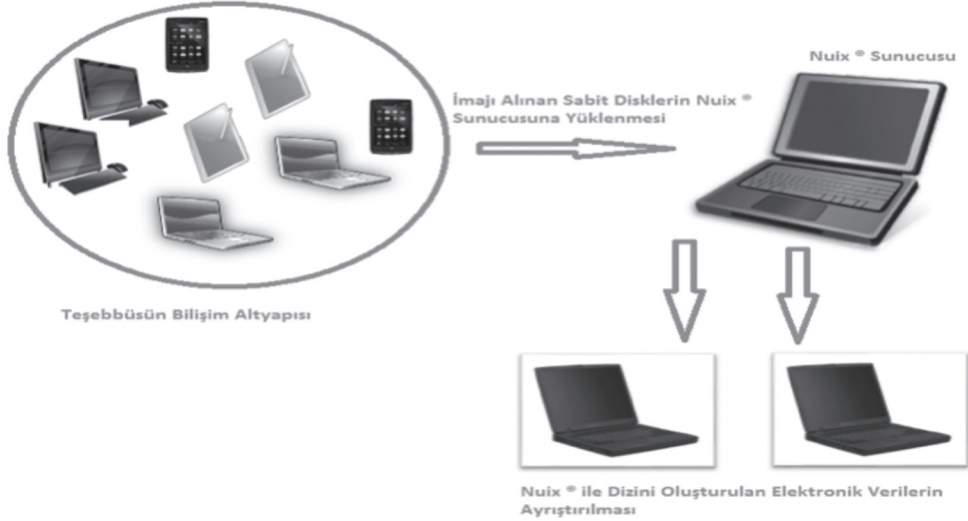 Nuix ® Sunucusu
İmajı Alınan Sabit Disklerin Nuix ®
Sunucusuna Yüklenmesi
Teşebbüsün Bilişim Altyapısı
Nuix ® ile Dizini Oluşturulan Elektronik Verilerin
Ayrıştırılması